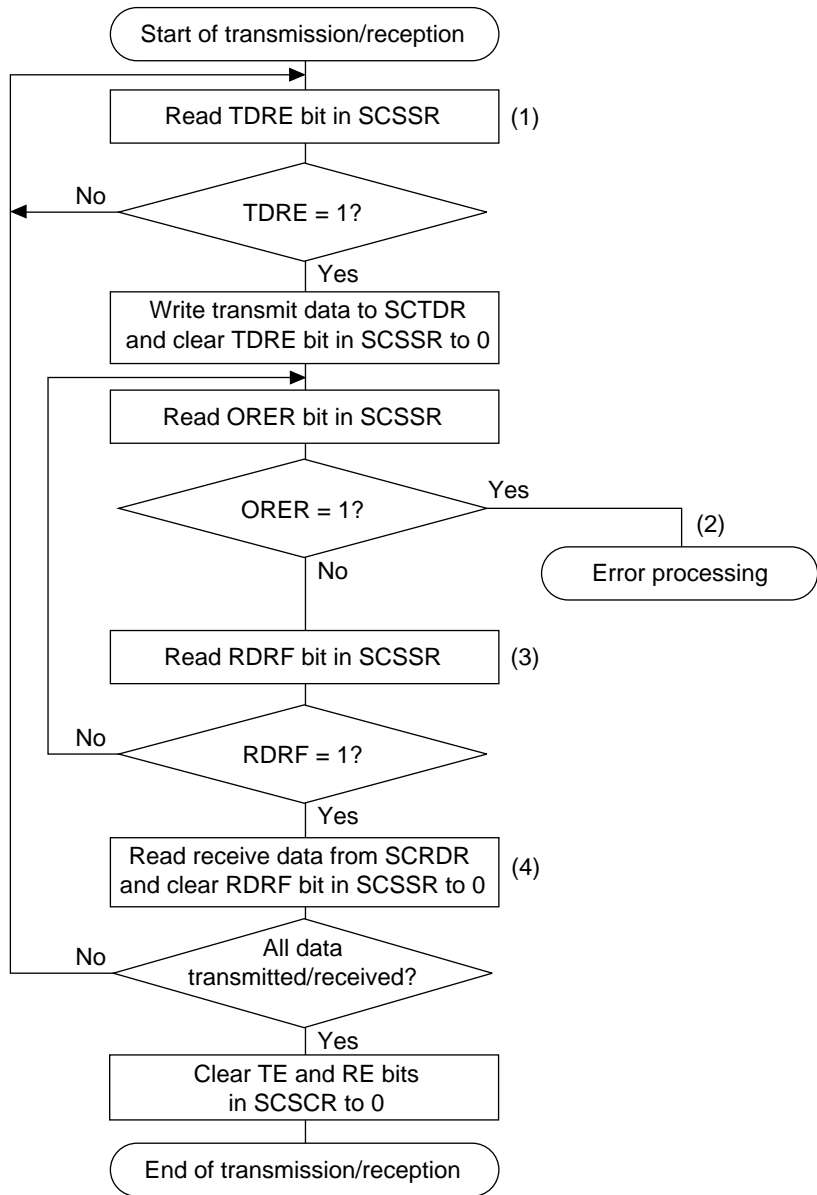 Start of transmission/reception
Read TDRE bit in SCSSR
(1)
No
TDRE = 1?
Yes
Write transmit data to SCTDR
and clear TDRE bit in SCSSR to 0
Read ORER bit in SCSSR
Yes
ORER = 1?
(2)
No
Error processing
Read RDRF bit in SCSSR
(3)
No
RDRF = 1?
Yes
Read receive data from SCRDR
and clear RDRF bit in SCSSR to 0
(4)
No
All data
transmitted/received?
Yes
Clear TE and RE bits
in SCSCR to 0
End of transmission/reception